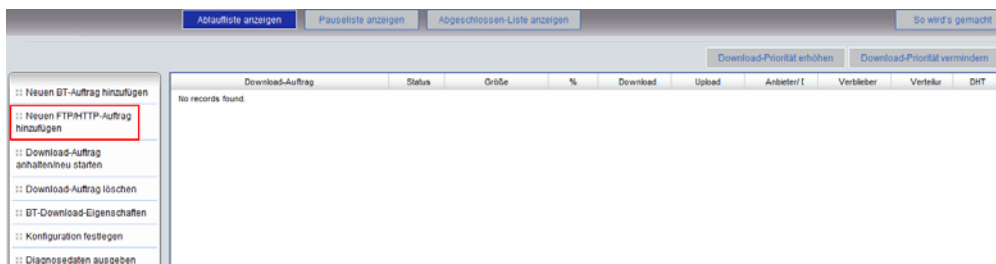 Ablaufliste anzeigen Pauseliste anzeigen Abgeschlossen-Liste anzeigen So wird's gemacht
Download-Priorität erhöhen Download-Priorität vermindern
:: Neuen BT-Auftrag hinzufügen
:: Neuen FTP/HTTP-Auftrag
hinzufügen
:: Download-Auftrag
anhalten/neu starten
:: Download-Auftrag löschen
:: BT-Download-Eigenschaften
:: Konfiguration festlegen
:: Diagnosedaten ausgeben
Download-Auftrag Status Größe % Download Upload Anbieter/ Verblieber Verteilur DHT
No records found.